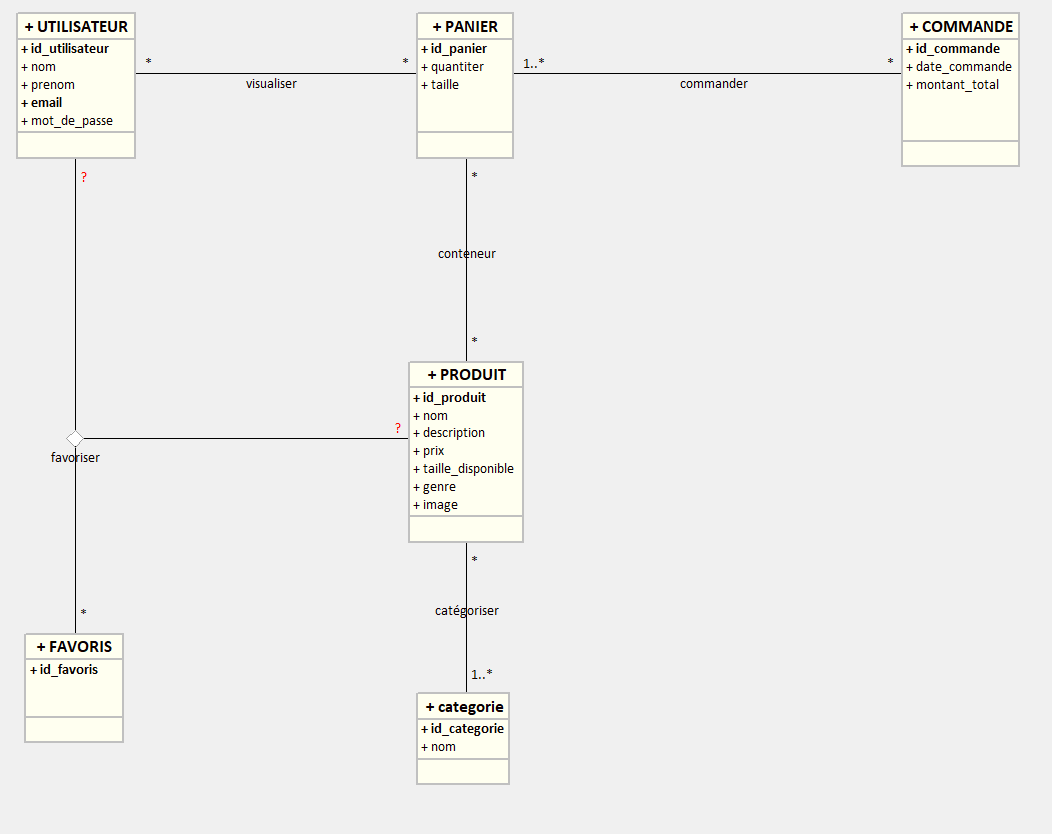 + UTILISATEUR
+ id_utilisateur
+ nom
+ prenom
+ email
+ mot_de_passe
* *
visualiser
+ PANIER
+ id_panier
+ quantiter
+ taille
1..* *
commander
+ COMMANDE
+ id_commande
+ date_commande
+ montant_total
?
*
conteneur
*
+ PRODUIT
+ id_produit
+ nom
+ description
+ prix
+ taille_disponible
+ genre
+ image
?
favoriser
*
+ FAVORIS
+ id_favoris
*
catégoriser
1..*
+ categorie
+ id_categorie
+ nom